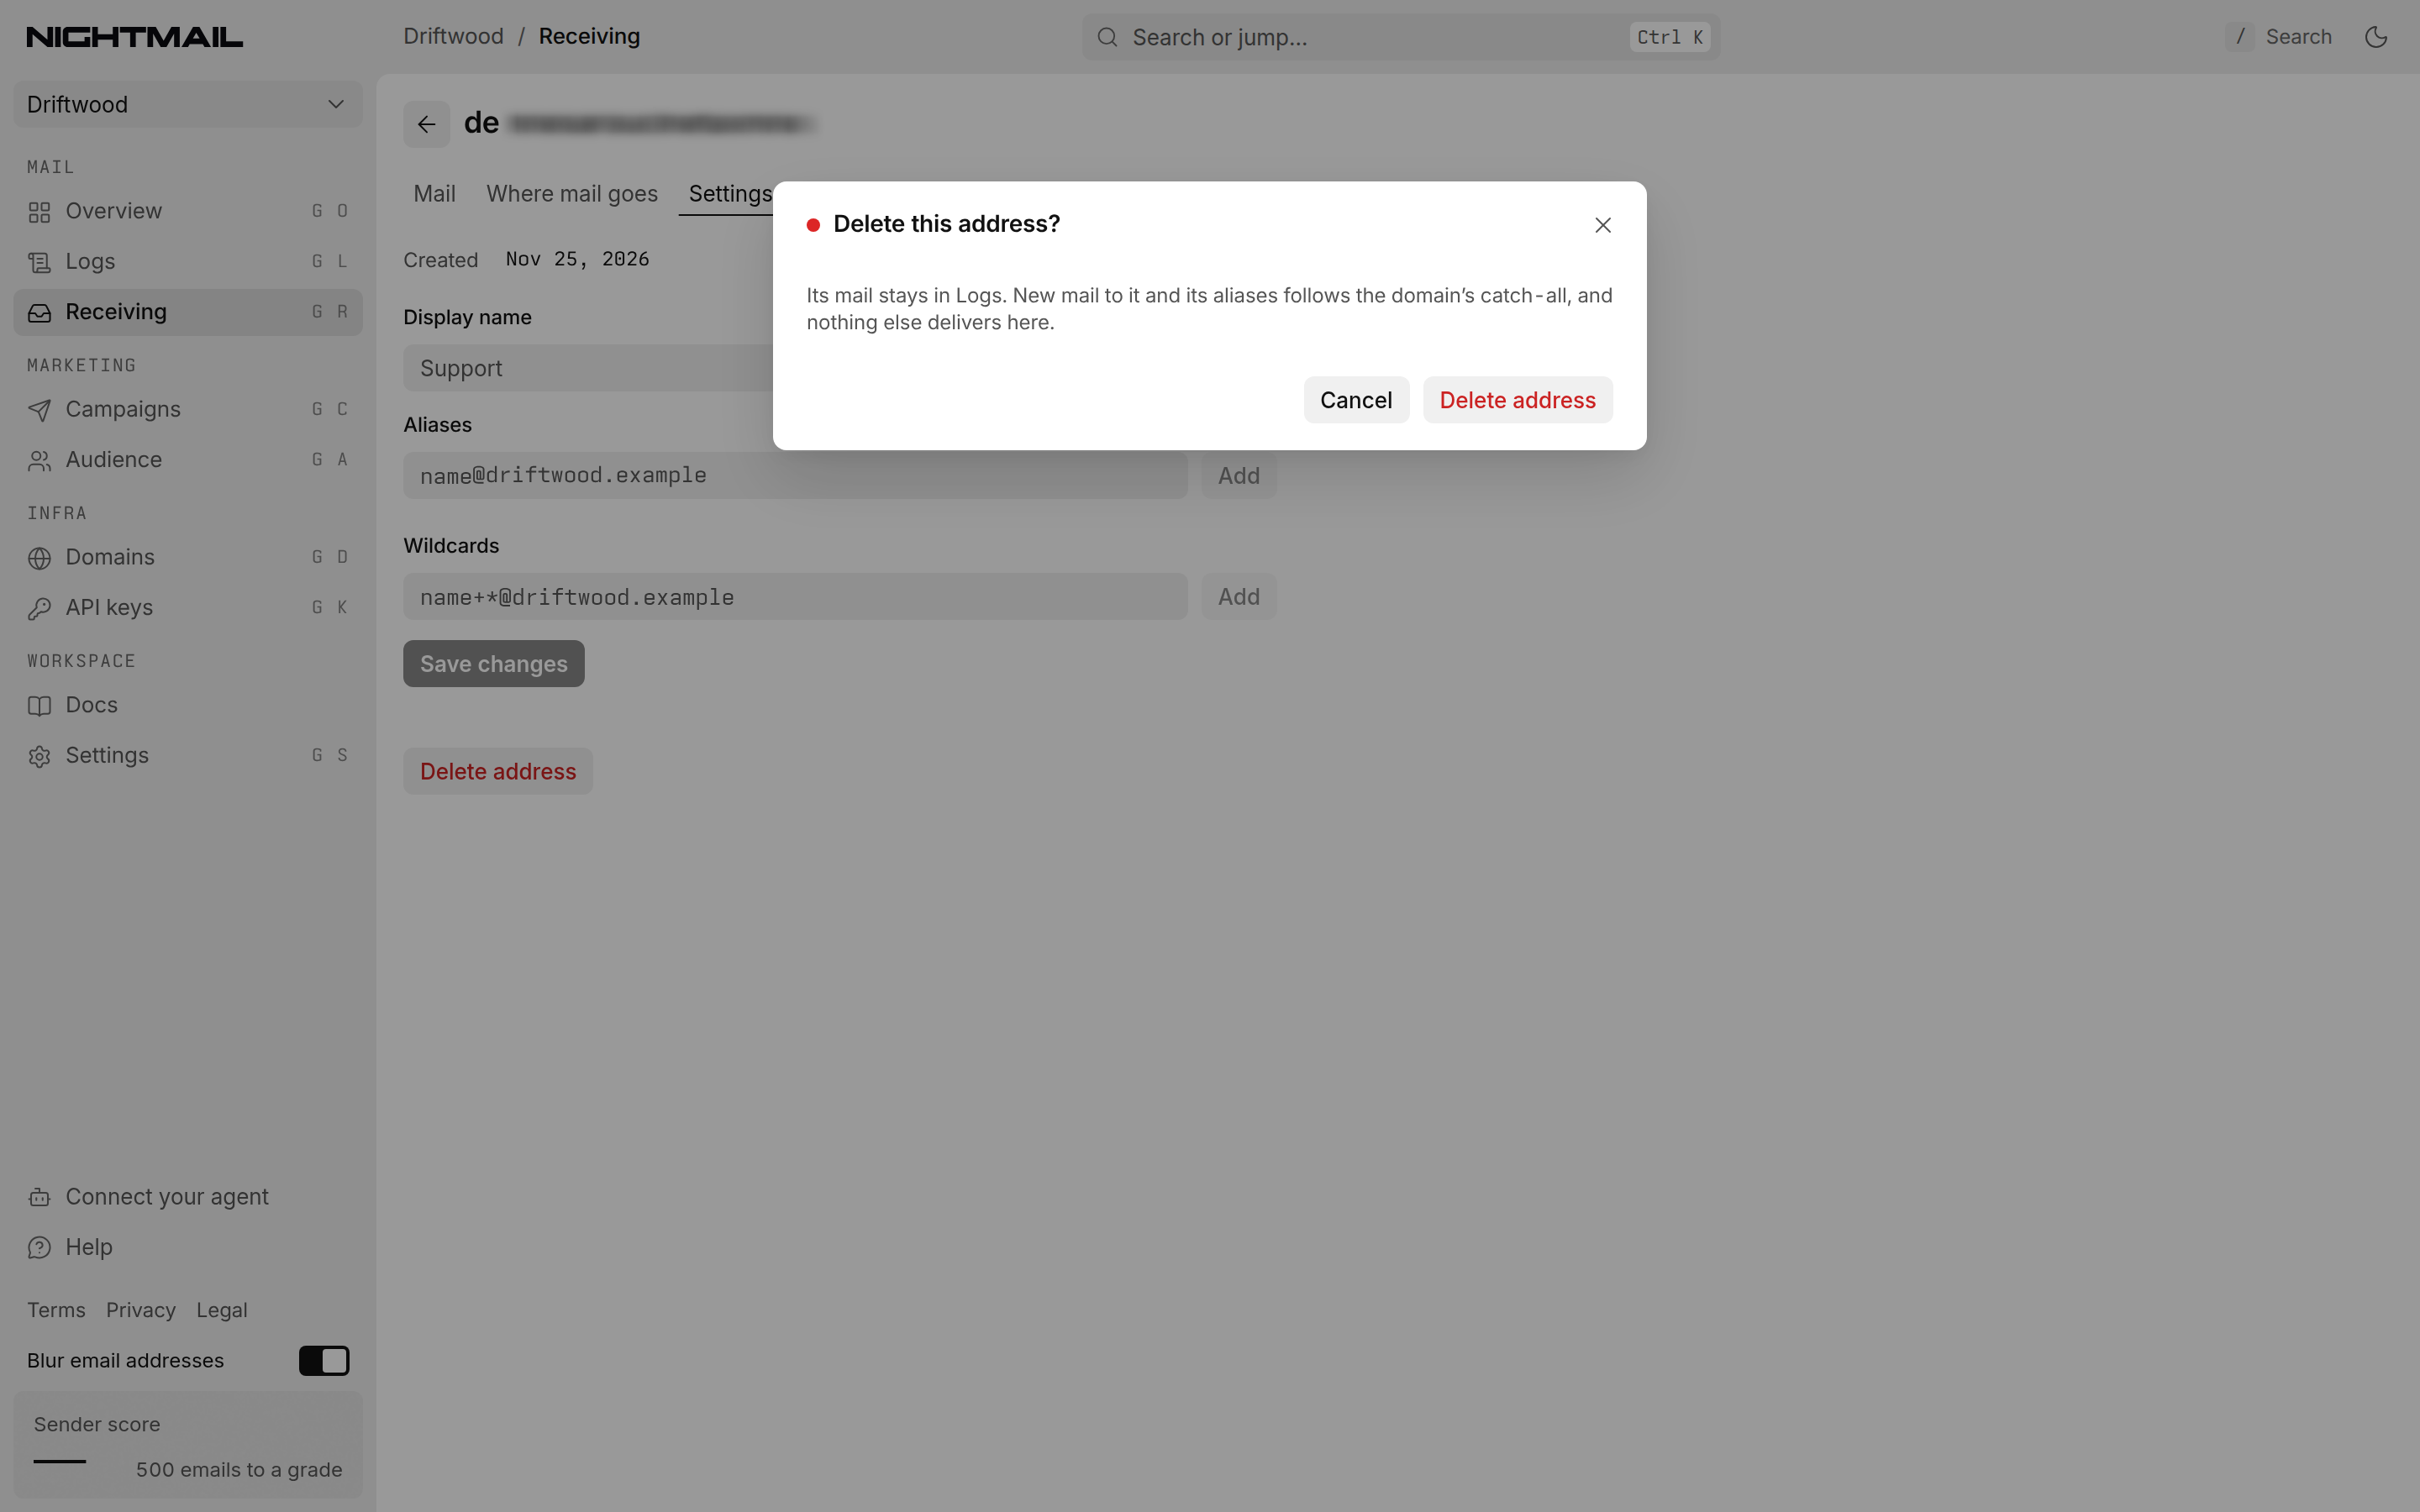 NIGHTMAIL
Driftwood / Receiving
Search or jump...
Ctrl K
/ Search
Driftwood
MAIL
Overview G O
Logs G L
Receiving G R
MARKETING
Campaigns G C
Audience G A
INFRA
Domains G D
API keys G K
WORKSPACE
Docs
Settings G S
Connect your agent
Help
Terms Privacy Legal
Blur email addresses
Sender score
500 emails to a grade
de
Mail Where mail goes Settings
Created Nov 25, 2026
Display name
Support
Aliases
name@driftwood.example Add
Wildcards
name+*@driftwood.example Add
Save changes
Delete address
Delete this address?
Its mail stays in Logs. New mail to it and its aliases follows the domain’s catch-all, and
nothing else delivers here.
Cancel Delete address